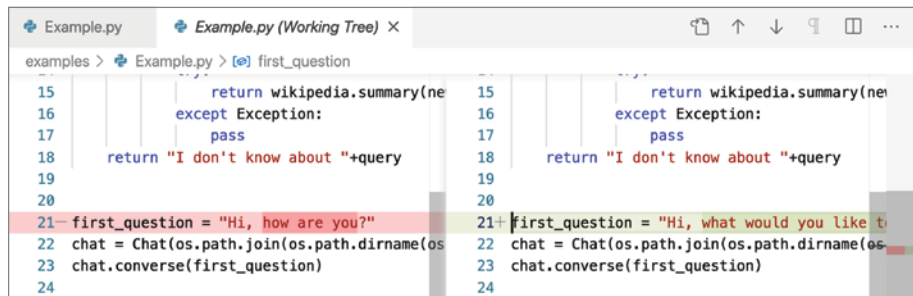 Example.py
Example.py (Working Tree)
examples > Example.py > first_question
15 return wikipedia.summary(ne
16 except Exception:
17 pass
18 return "I don't know about "+query
19
20
21− first_question = "Hi, how are you?"
22 chat = Chat(os.path.join(os.path.dirname(os
23 chat.converse(first_question)
24
15 return wikipedia.summary(ne
16 except Exception:
17 pass
18 return "I don't know about "+query
19
20
21+ first_question = "Hi, what would you like t
22 chat = Chat(os.path.join(os.path.dirname(os
23 chat.converse(first_question)
24